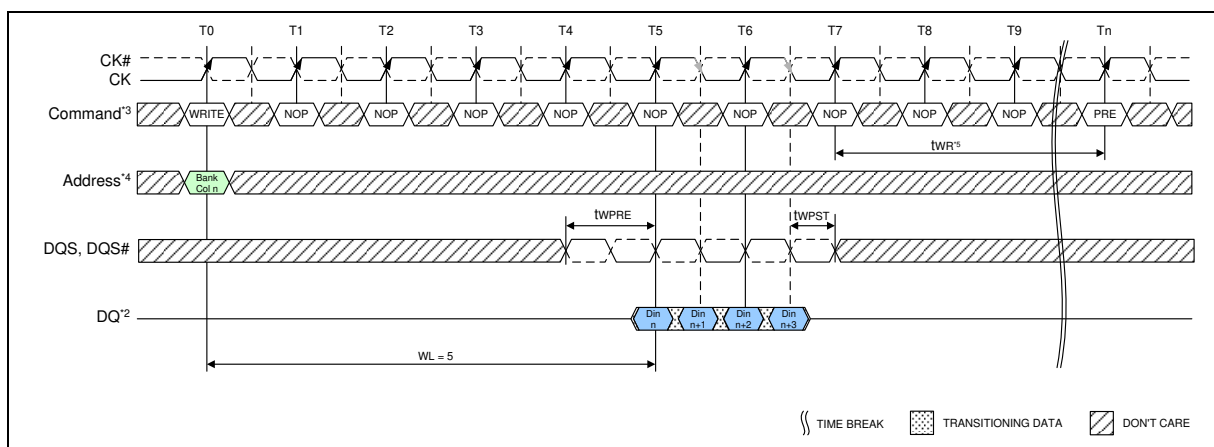 T0 T1 T2 T3 T4 T5 T6 T7 T8 T9 Tn
CK#
CK
Command*3 WRITE NOP NOP NOP NOP NOP NOP NOP NOP NOP PRE
tWR*5
Address*4 Bank
Col n
tWPRE tWPST
DQS, DQS#
DQ*2 Din n Din n+1 Din n+2 Din n+3
WL = 5
TIME BREAK TRANSITIONING DATA DON'T CARE